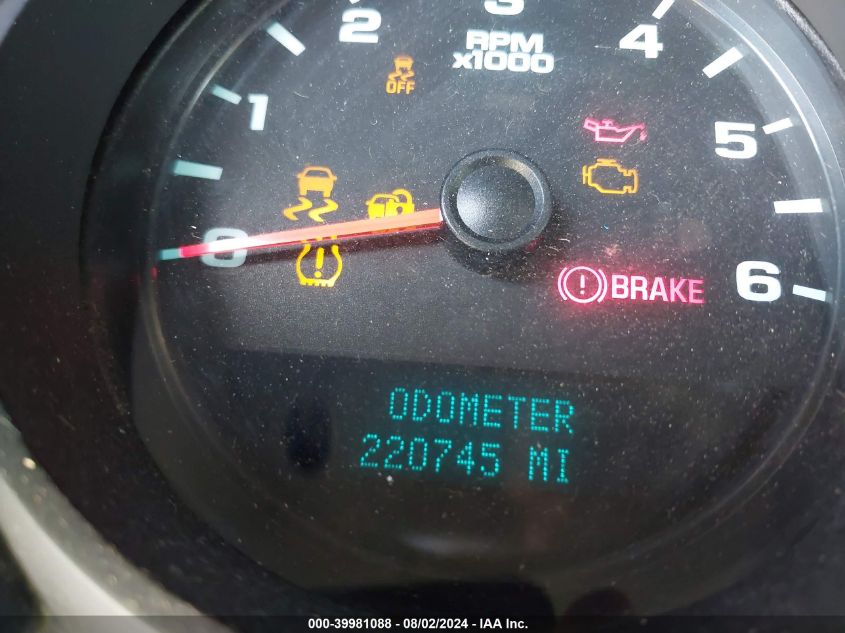 3
2
4
RPM
x1000
OFF
1
5
0
6
BRAKE
ODOMETER
220745 MI
000-39981088 - 08/02/2024 - IAA Inc.